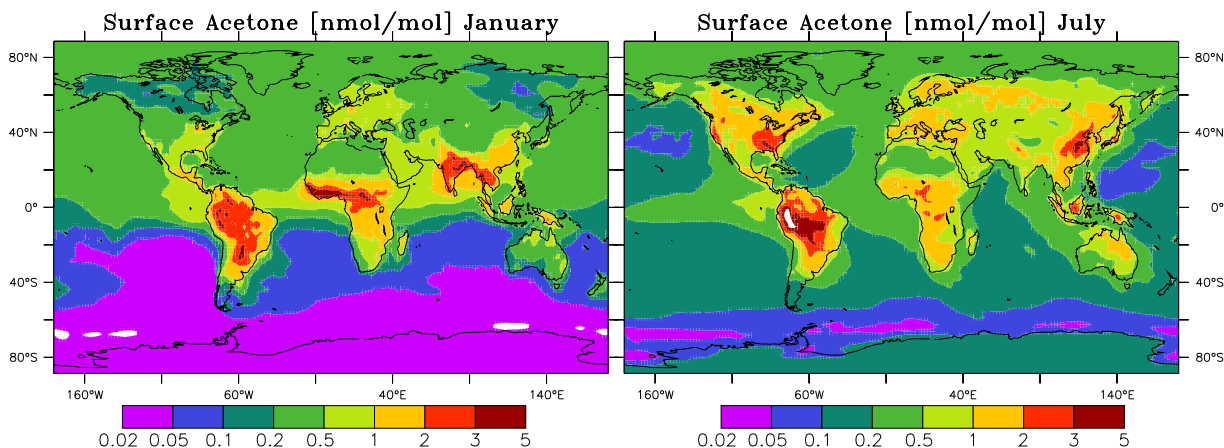 Surface Acetone [nmol/mol] January
Surface Acetone [nmol/mol] July
80°N
40°N
0°
40°S
80°S
80°N
40°N
0°
40°S
80°S
160°W 60°W 40°E 140°E
160°W 60°W 40°E 140°E
0.02 0.05 0.1 0.2 0.5 1 2 3 5
0.02 0.05 0.1 0.2 0.5 1 2 3 5